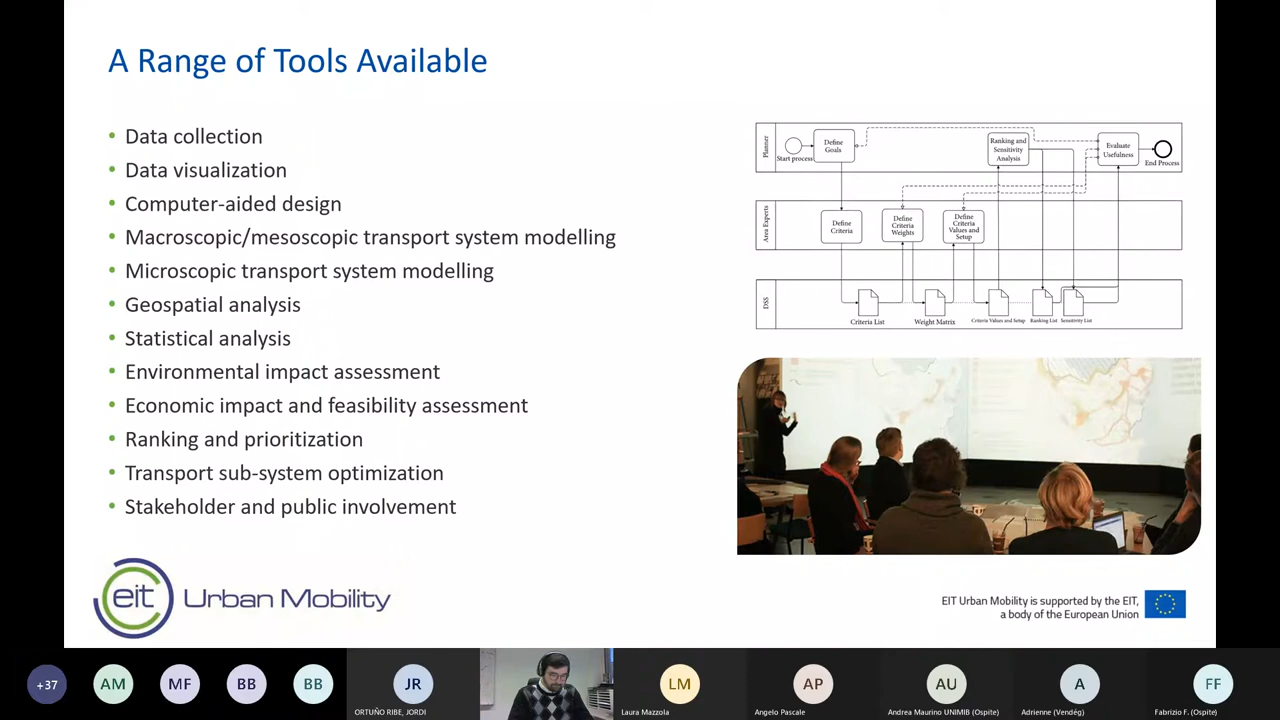 A Range of Tools Available
• Data collection
• Data visualization
• Computer-aided design
• Macroscopic/mesoscopic transport system modelling
• Microscopic transport system modelling
• Geospatial analysis
• Statistical analysis
• Environmental impact assessment
• Economic impact and feasibility assessment
• Ranking and prioritization
• Transport sub-system optimization
• Stakeholder and public involvement
Planner
Start process
Define
Goals
Ranking and
Sensitivity
Analysis
Evaluate
Usefulness
End Process
Area Experts
Define
Criteria
Define
Criteria
Weights
Define
Criteria
Values and
Setup
DSS
Criteria List
Weight Matrix
Criteria Values and Setup
Ranking List
Sensitivity List
eit Urban Mobility
EIT Urban Mobility is supported by the EIT,
a body of the European Union
+37
AM
MF
BB
BB
JR
ORTUÑO RIBE, JORDI
LM
Laura Mazzola
AP
Angelo Pascale
AU
Andrea Maurino UNIMIB (Ospite)
A
Adrienne (Vendég)
FF
Fabrizio F. (Ospite)